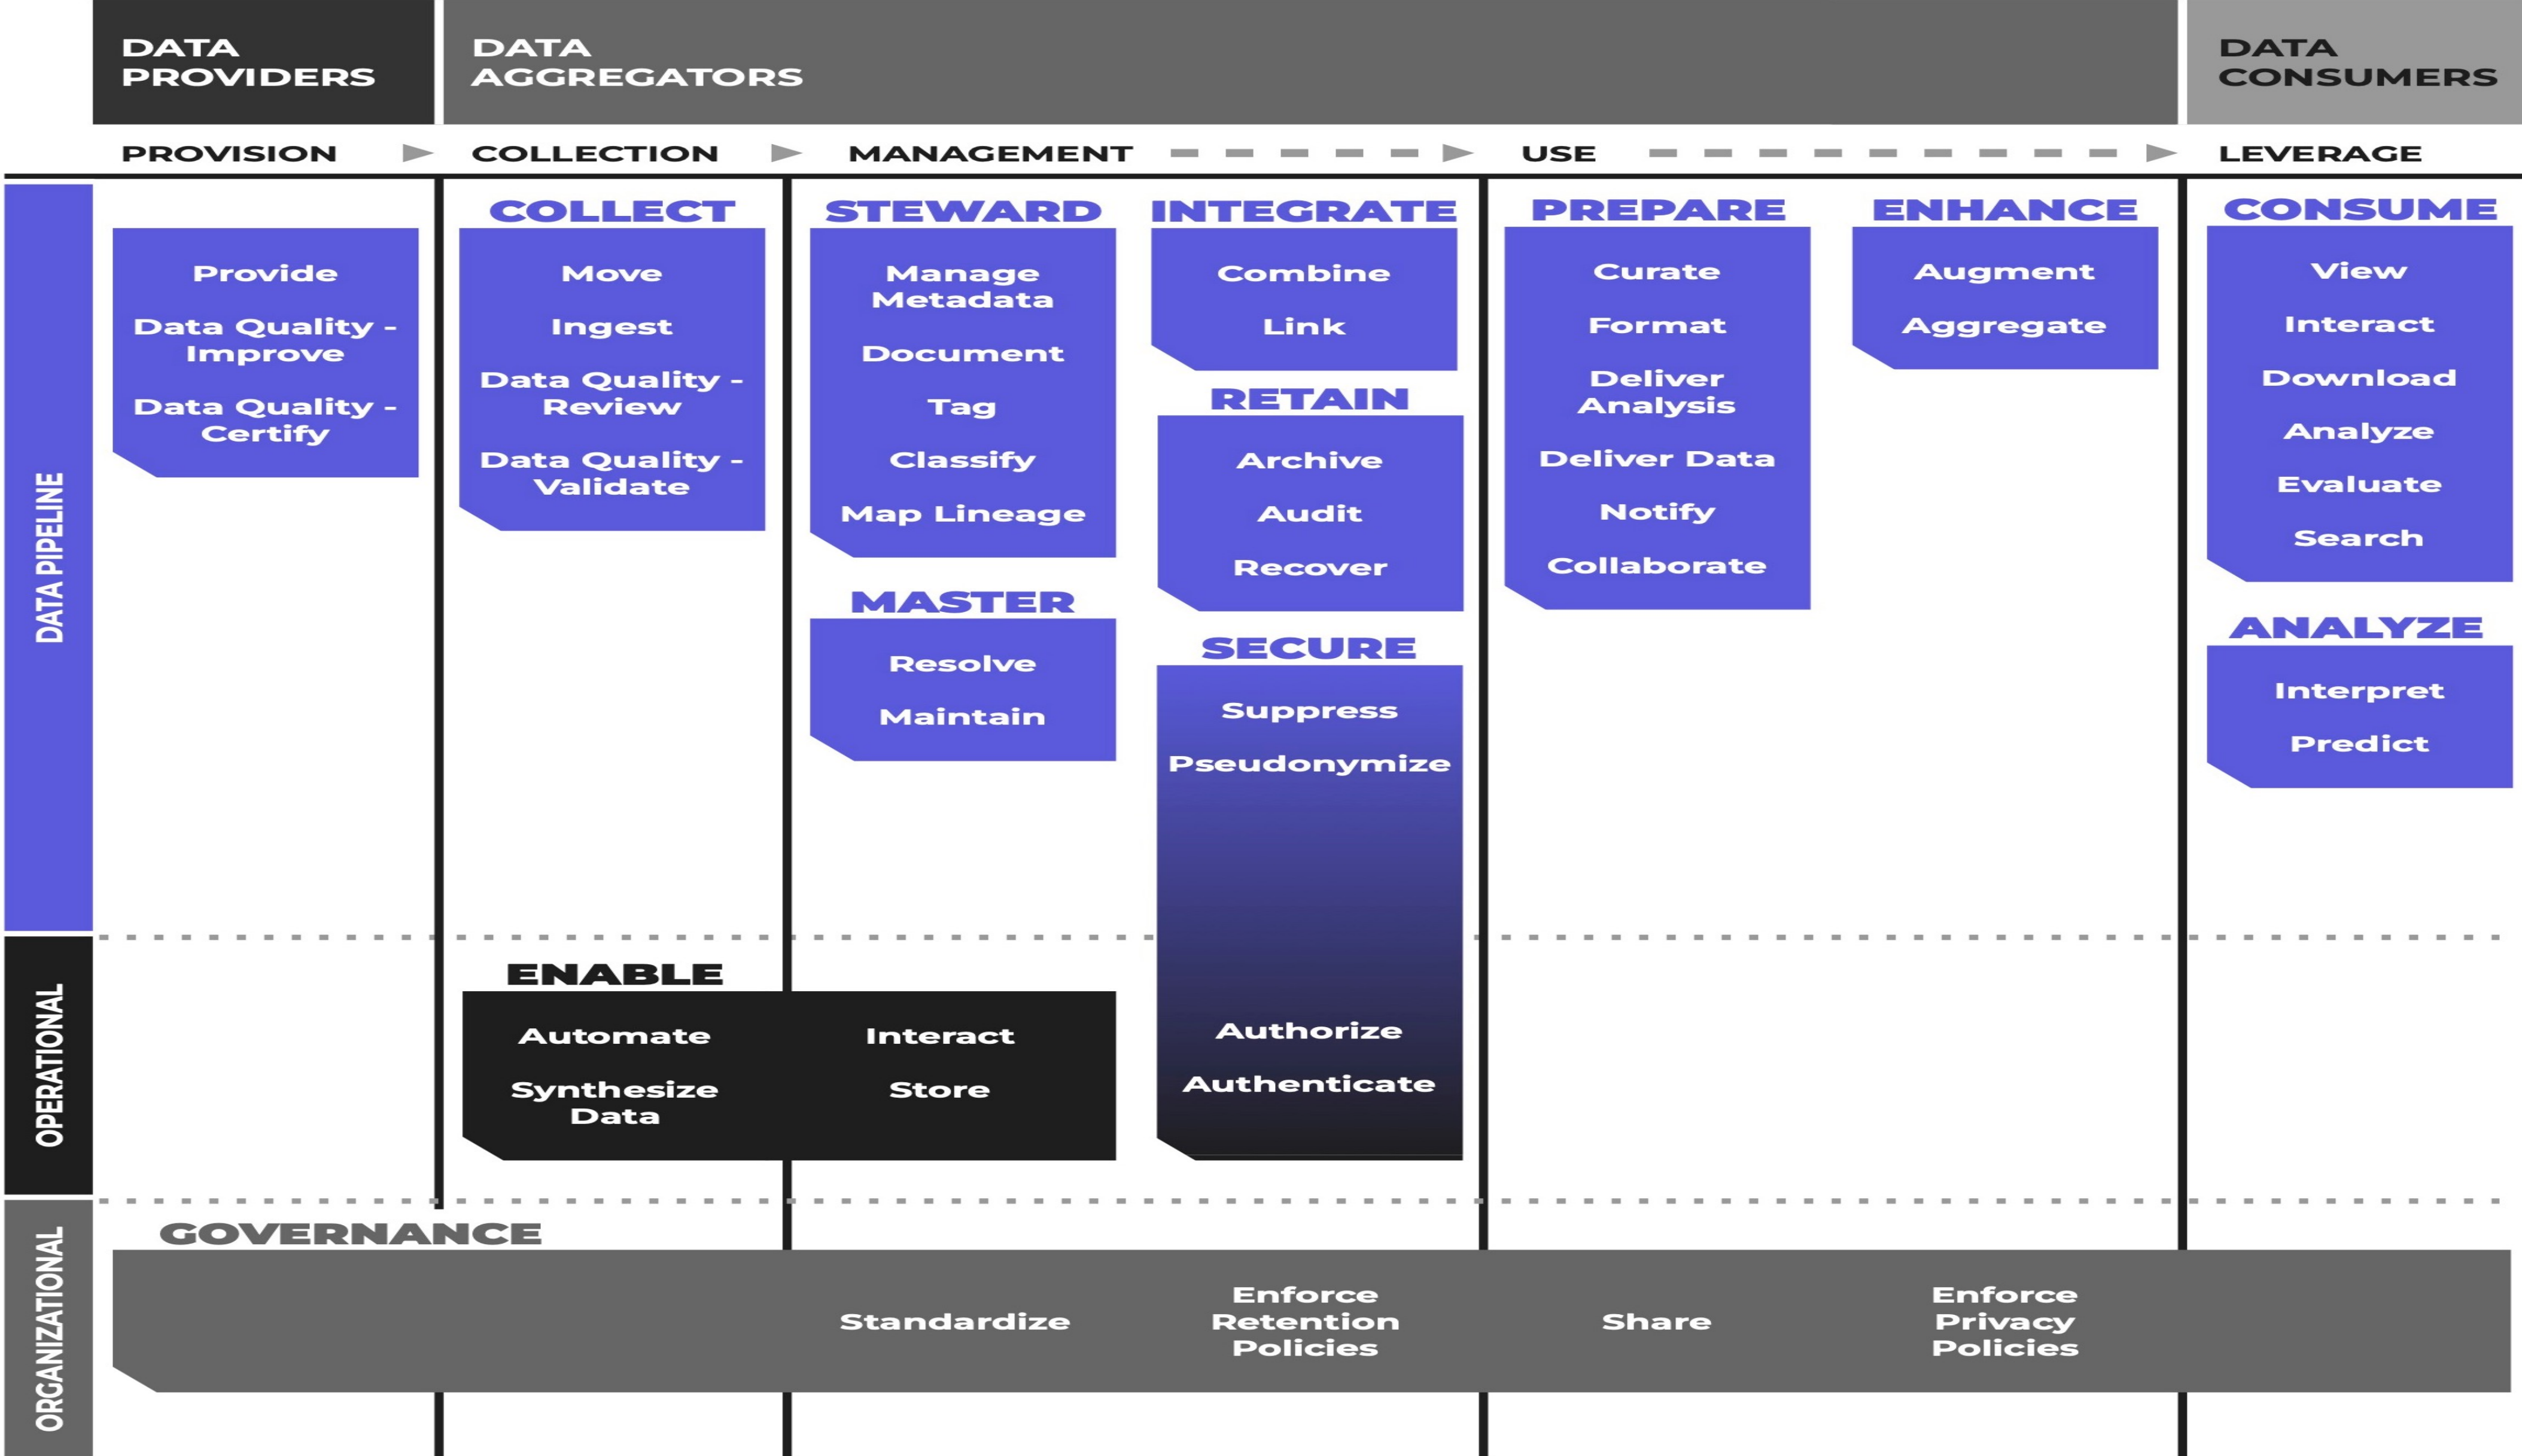 DATA
PROVIDERS
DATA
AGGREGATORS
DATA
CONSUMERS
PROVISION
COLLECTION
MANAGEMENT
USE
LEVERAGE
DATA PIPELINE
Provide
Data Quality -
Improve
Data Quality -
Certify
COLLECT
Move
Ingest
Data Quality -
Review
Data Quality -
Validate
STEWARD
Manage
Metadata
Document
Tag
Classify
Map Lineage
MASTER
Resolve
Maintain
INTEGRATE
Combine
Link
RETAIN
Archive
Audit
Recover
SECURE
Suppress
Pseudonymize
Authorize
Authenticate
PREPARE
Curate
Format
Deliver
Analysis
Deliver Data
Notify
Collaborate
ENHANCE
Augment
Aggregate
CONSUME
View
Interact
Download
Analyze
Evaluate
Search
ANALYZE
Interpret
Predict
OPERATIONAL
ENABLE
Automate
Synthesize
Data
Interact
Store
ORGANIZATIONAL
GOVERNANCE
Standardize
Enforce
Retention
Policies
Share
Enforce
Privacy
Policies